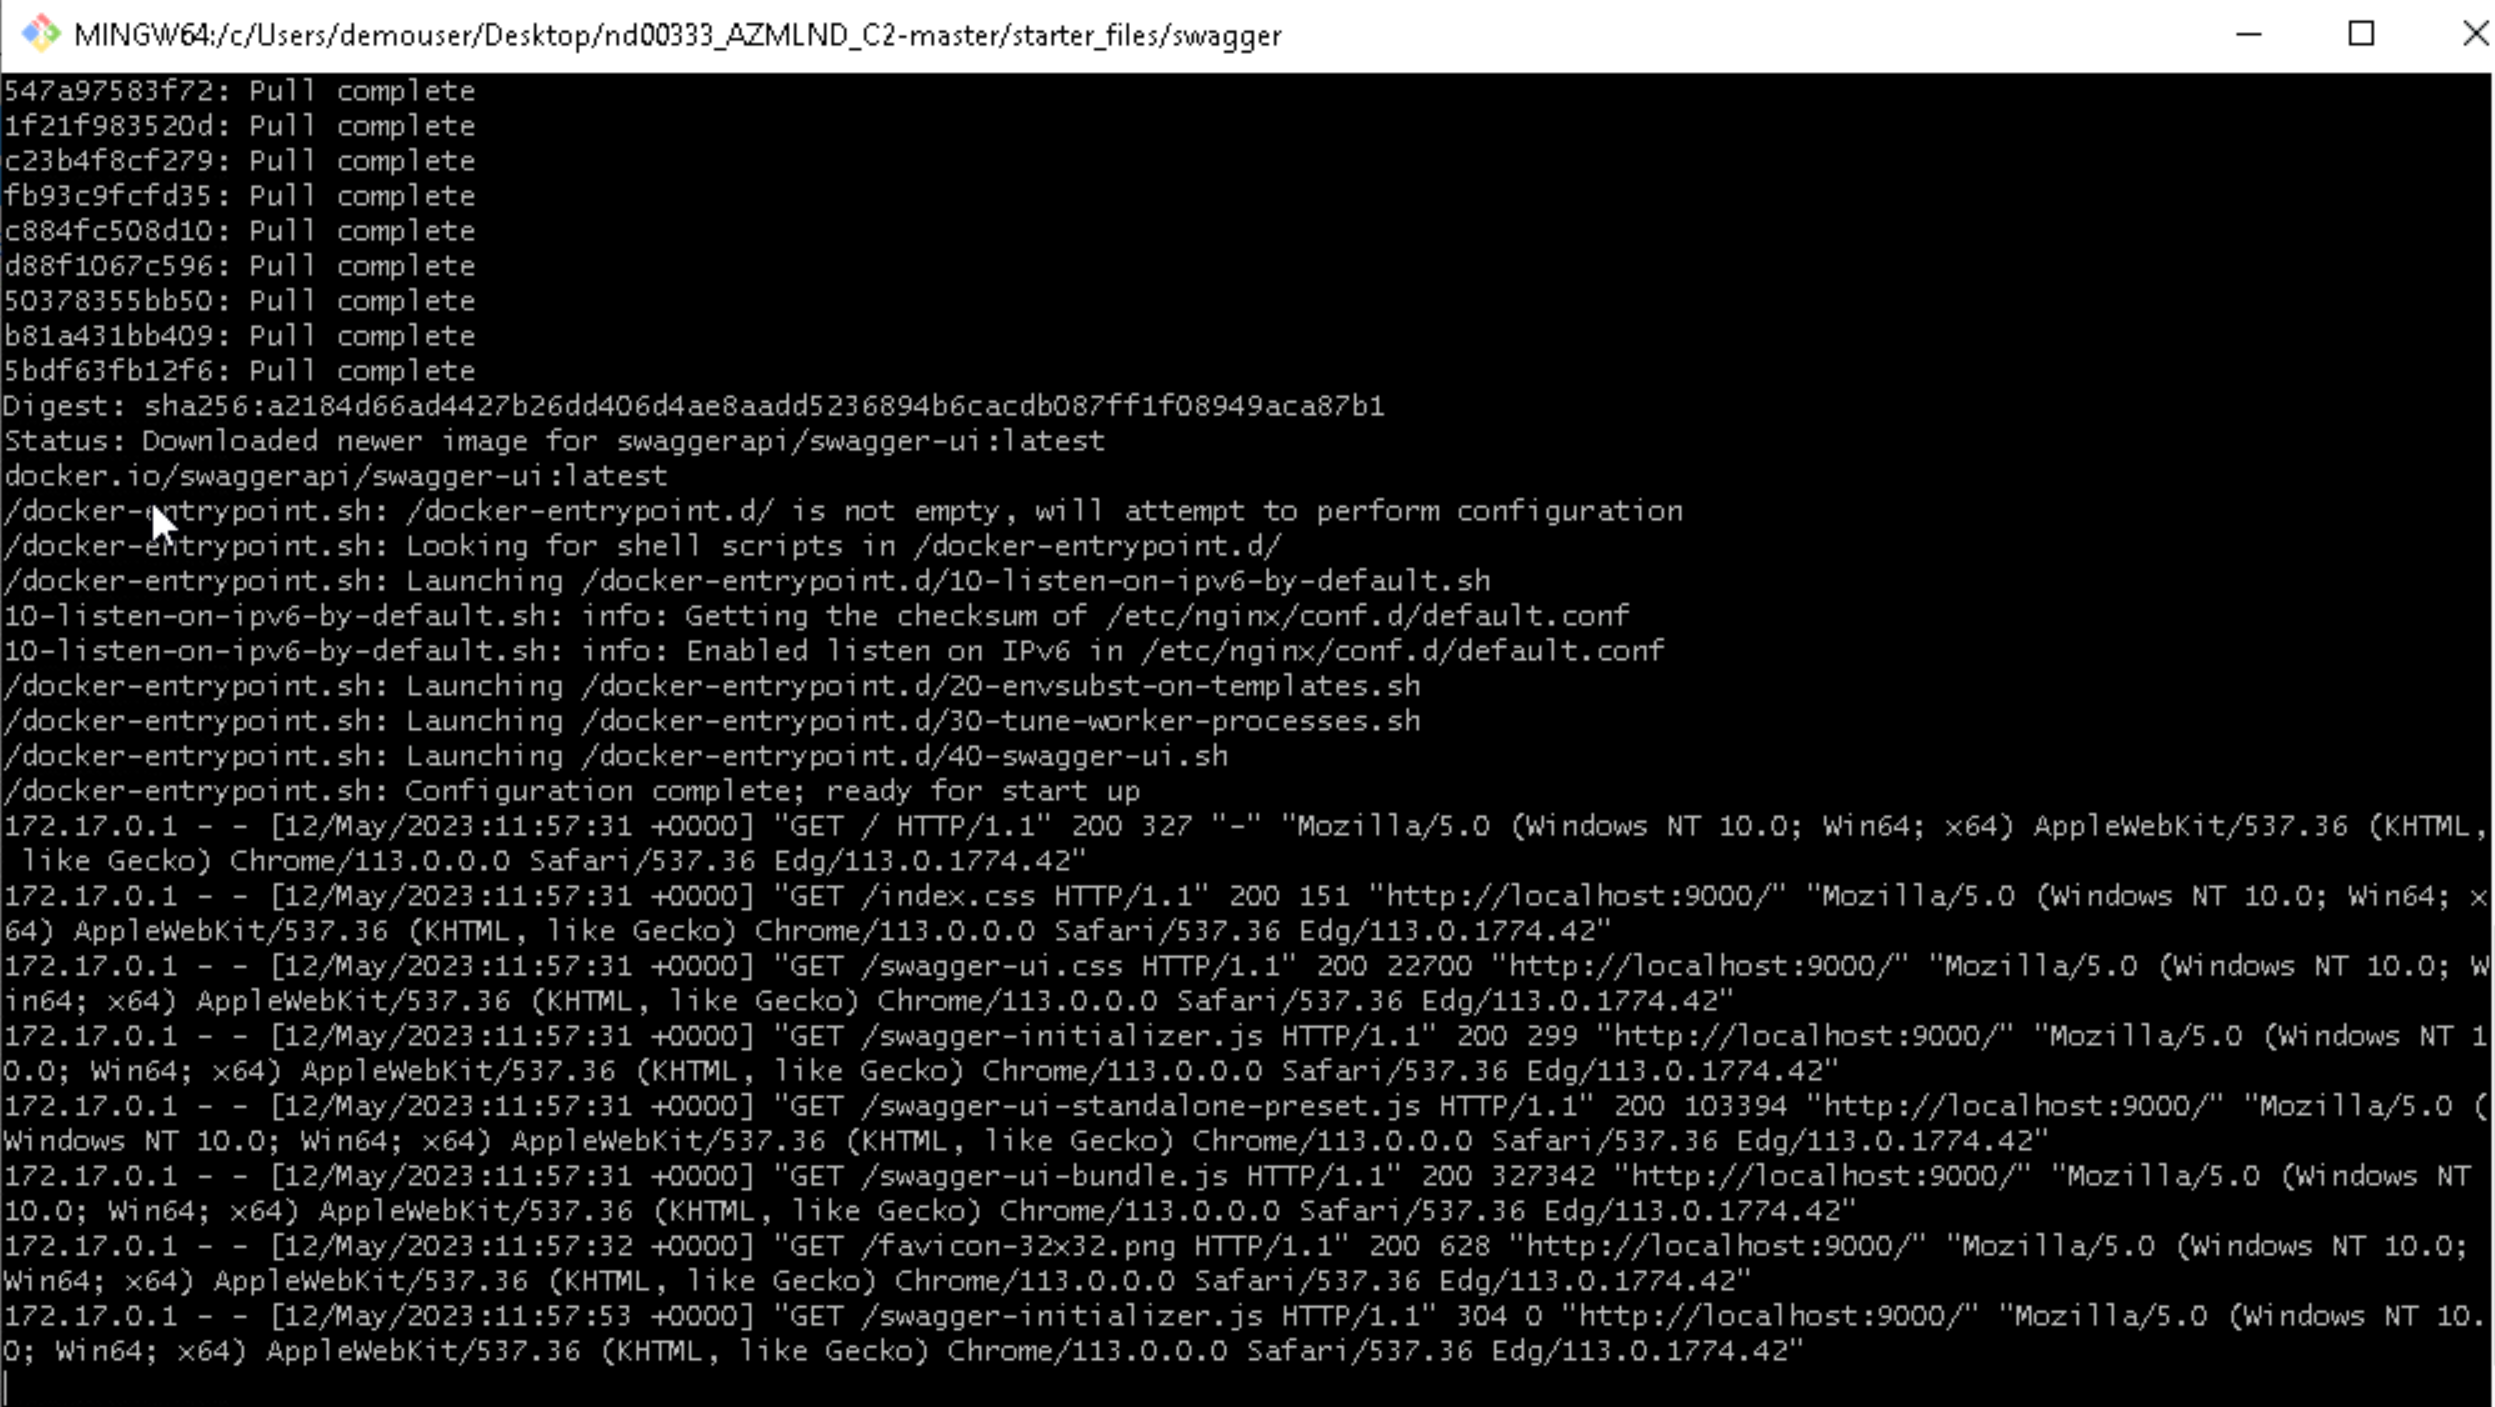 MINGW64:/c/Users/demouser/Desktop/nd00333_AZMLND_C2-master/starter_files/swagger
547a97583f72: Pull complete
1f21f983520d: Pull complete
c23b4f8cf279: Pull complete
fb93c9fcfd35: Pull complete
c884fc508d10: Pull complete
d88f1067c596: Pull complete
50378355bb50: Pull complete
b81a431bb409: Pull complete
5bdf63fb12f6: Pull complete
Digest: sha256:a2184d66ad4427b26dd406d4ae8aadd5236894b6cacdb087ff1f08949aca87b1
Status: Downloaded newer image for swaggerapi/swagger-ui:latest
docker.io/swaggerapi/swagger-ui:latest
/docker-entrypoint.sh: /docker-entrypoint.d/ is not empty, will attempt to perform configuration
/docker-entrypoint.sh: Looking for shell scripts in /docker-entrypoint.d/
/docker-entrypoint.sh: Launching /docker-entrypoint.d/10-listen-on-ipv6-by-default.sh
10-listen-on-ipv6-by-default.sh: info: Getting the checksum of /etc/nginx/conf.d/default.conf
10-listen-on-ipv6-by-default.sh: info: Enabled listen on IPv6 in /etc/nginx/conf.d/default.conf
/docker-entrypoint.sh: Launching /docker-entrypoint.d/20-envsubst-on-templates.sh
/docker-entrypoint.sh: Launching /docker-entrypoint.d/30-tune-worker-processes.sh
/docker-entrypoint.sh: Launching /docker-entrypoint.d/40-swagger-ui.sh
/docker-entrypoint.sh: Configuration complete; ready for start up
172.17.0.1 - - [12/May/2023:11:57:31 +0000] "GET / HTTP/1.1" 200 327 "-" "Mozilla/5.0 (Windows NT 10.0; Win64; x64) AppleWebKit/537.36 (KHTML,
 like Gecko) Chrome/113.0.0.0 Safari/537.36 Edg/113.0.1774.42"
172.17.0.1 - - [12/May/2023:11:57:31 +0000] "GET /index.css HTTP/1.1" 200 151 "http://localhost:9000/" "Mozilla/5.0 (Windows NT 10.0; Win64; x
64) AppleWebKit/537.36 (KHTML, like Gecko) Chrome/113.0.0.0 Safari/537.36 Edg/113.0.1774.42"
172.17.0.1 - - [12/May/2023:11:57:31 +0000] "GET /swagger-ui.css HTTP/1.1" 200 22700 "http://localhost:9000/" "Mozilla/5.0 (Windows NT 10.0; W
in64; x64) AppleWebKit/537.36 (KHTML, like Gecko) Chrome/113.0.0.0 Safari/537.36 Edg/113.0.1774.42"
172.17.0.1 - - [12/May/2023:11:57:31 +0000] "GET /swagger-initializer.js HTTP/1.1" 200 299 "http://localhost:9000/" "Mozilla/5.0 (Windows NT 1
0.0; Win64; x64) AppleWebKit/537.36 (KHTML, like Gecko) Chrome/113.0.0.0 Safari/537.36 Edg/113.0.1774.42"
172.17.0.1 - - [12/May/2023:11:57:31 +0000] "GET /swagger-ui-standalone-preset.js HTTP/1.1" 200 103394 "http://localhost:9000/" "Mozilla/5.0 (
Windows NT 10.0; Win64; x64) AppleWebKit/537.36 (KHTML, like Gecko) Chrome/113.0.0.0 Safari/537.36 Edg/113.0.1774.42"
172.17.0.1 - - [12/May/2023:11:57:31 +0000] "GET /swagger-ui-bundle.js HTTP/1.1" 200 327342 "http://localhost:9000/" "Mozilla/5.0 (Windows NT
10.0; Win64; x64) AppleWebKit/537.36 (KHTML, like Gecko) Chrome/113.0.0.0 Safari/537.36 Edg/113.0.1774.42"
172.17.0.1 - - [12/May/2023:11:57:32 +0000] "GET /favicon-32x32.png HTTP/1.1" 200 628 "http://localhost:9000/" "Mozilla/5.0 (Windows NT 10.0;
Win64; x64) AppleWebKit/537.36 (KHTML, like Gecko) Chrome/113.0.0.0 Safari/537.36 Edg/113.0.1774.42"
172.17.0.1 - - [12/May/2023:11:57:53 +0000] "GET /swagger-initializer.js HTTP/1.1" 304 0 "http://localhost:9000/" "Mozilla/5.0 (Windows NT 10.
0; Win64; x64) AppleWebKit/537.36 (KHTML, like Gecko) Chrome/113.0.0.0 Safari/537.36 Edg/113.0.1774.42"